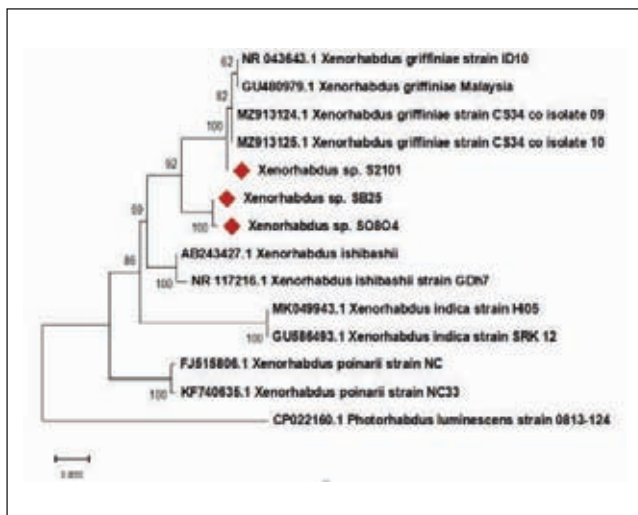 62
NR 043643.1 Xenorhabdus griffiniae strain ID10
GU480979.1 Xenorhabdus griffiniae Malaysia
62
MZ913124.1 Xenorhabdus griffiniae strain CS34 co isolate 09
100
MZ913125.1 Xenorhabdus griffiniae strain CS34 co isolate 10
Xenorhabdus sp. S2101
92
Xenorhabdus sp. SB25
100
Xenorhabdus sp. SO8O4
AB243427.1 Xenorhabdus ishibashii
86
100
NR 117216.1 Xenorhabdus ishibashii strain GDh7
MK049943.1 Xenorhabdus indica strain HI05
100
GU586493.1 Xenorhabdus indica strain SRK 12
FJ515806.1 Xenorhabdus poinarii strain NC
100
KF740635.1 Xenorhabdus poinarii strain NC33
CP022160.1 Photorhabdus luminescens strain 0813-124